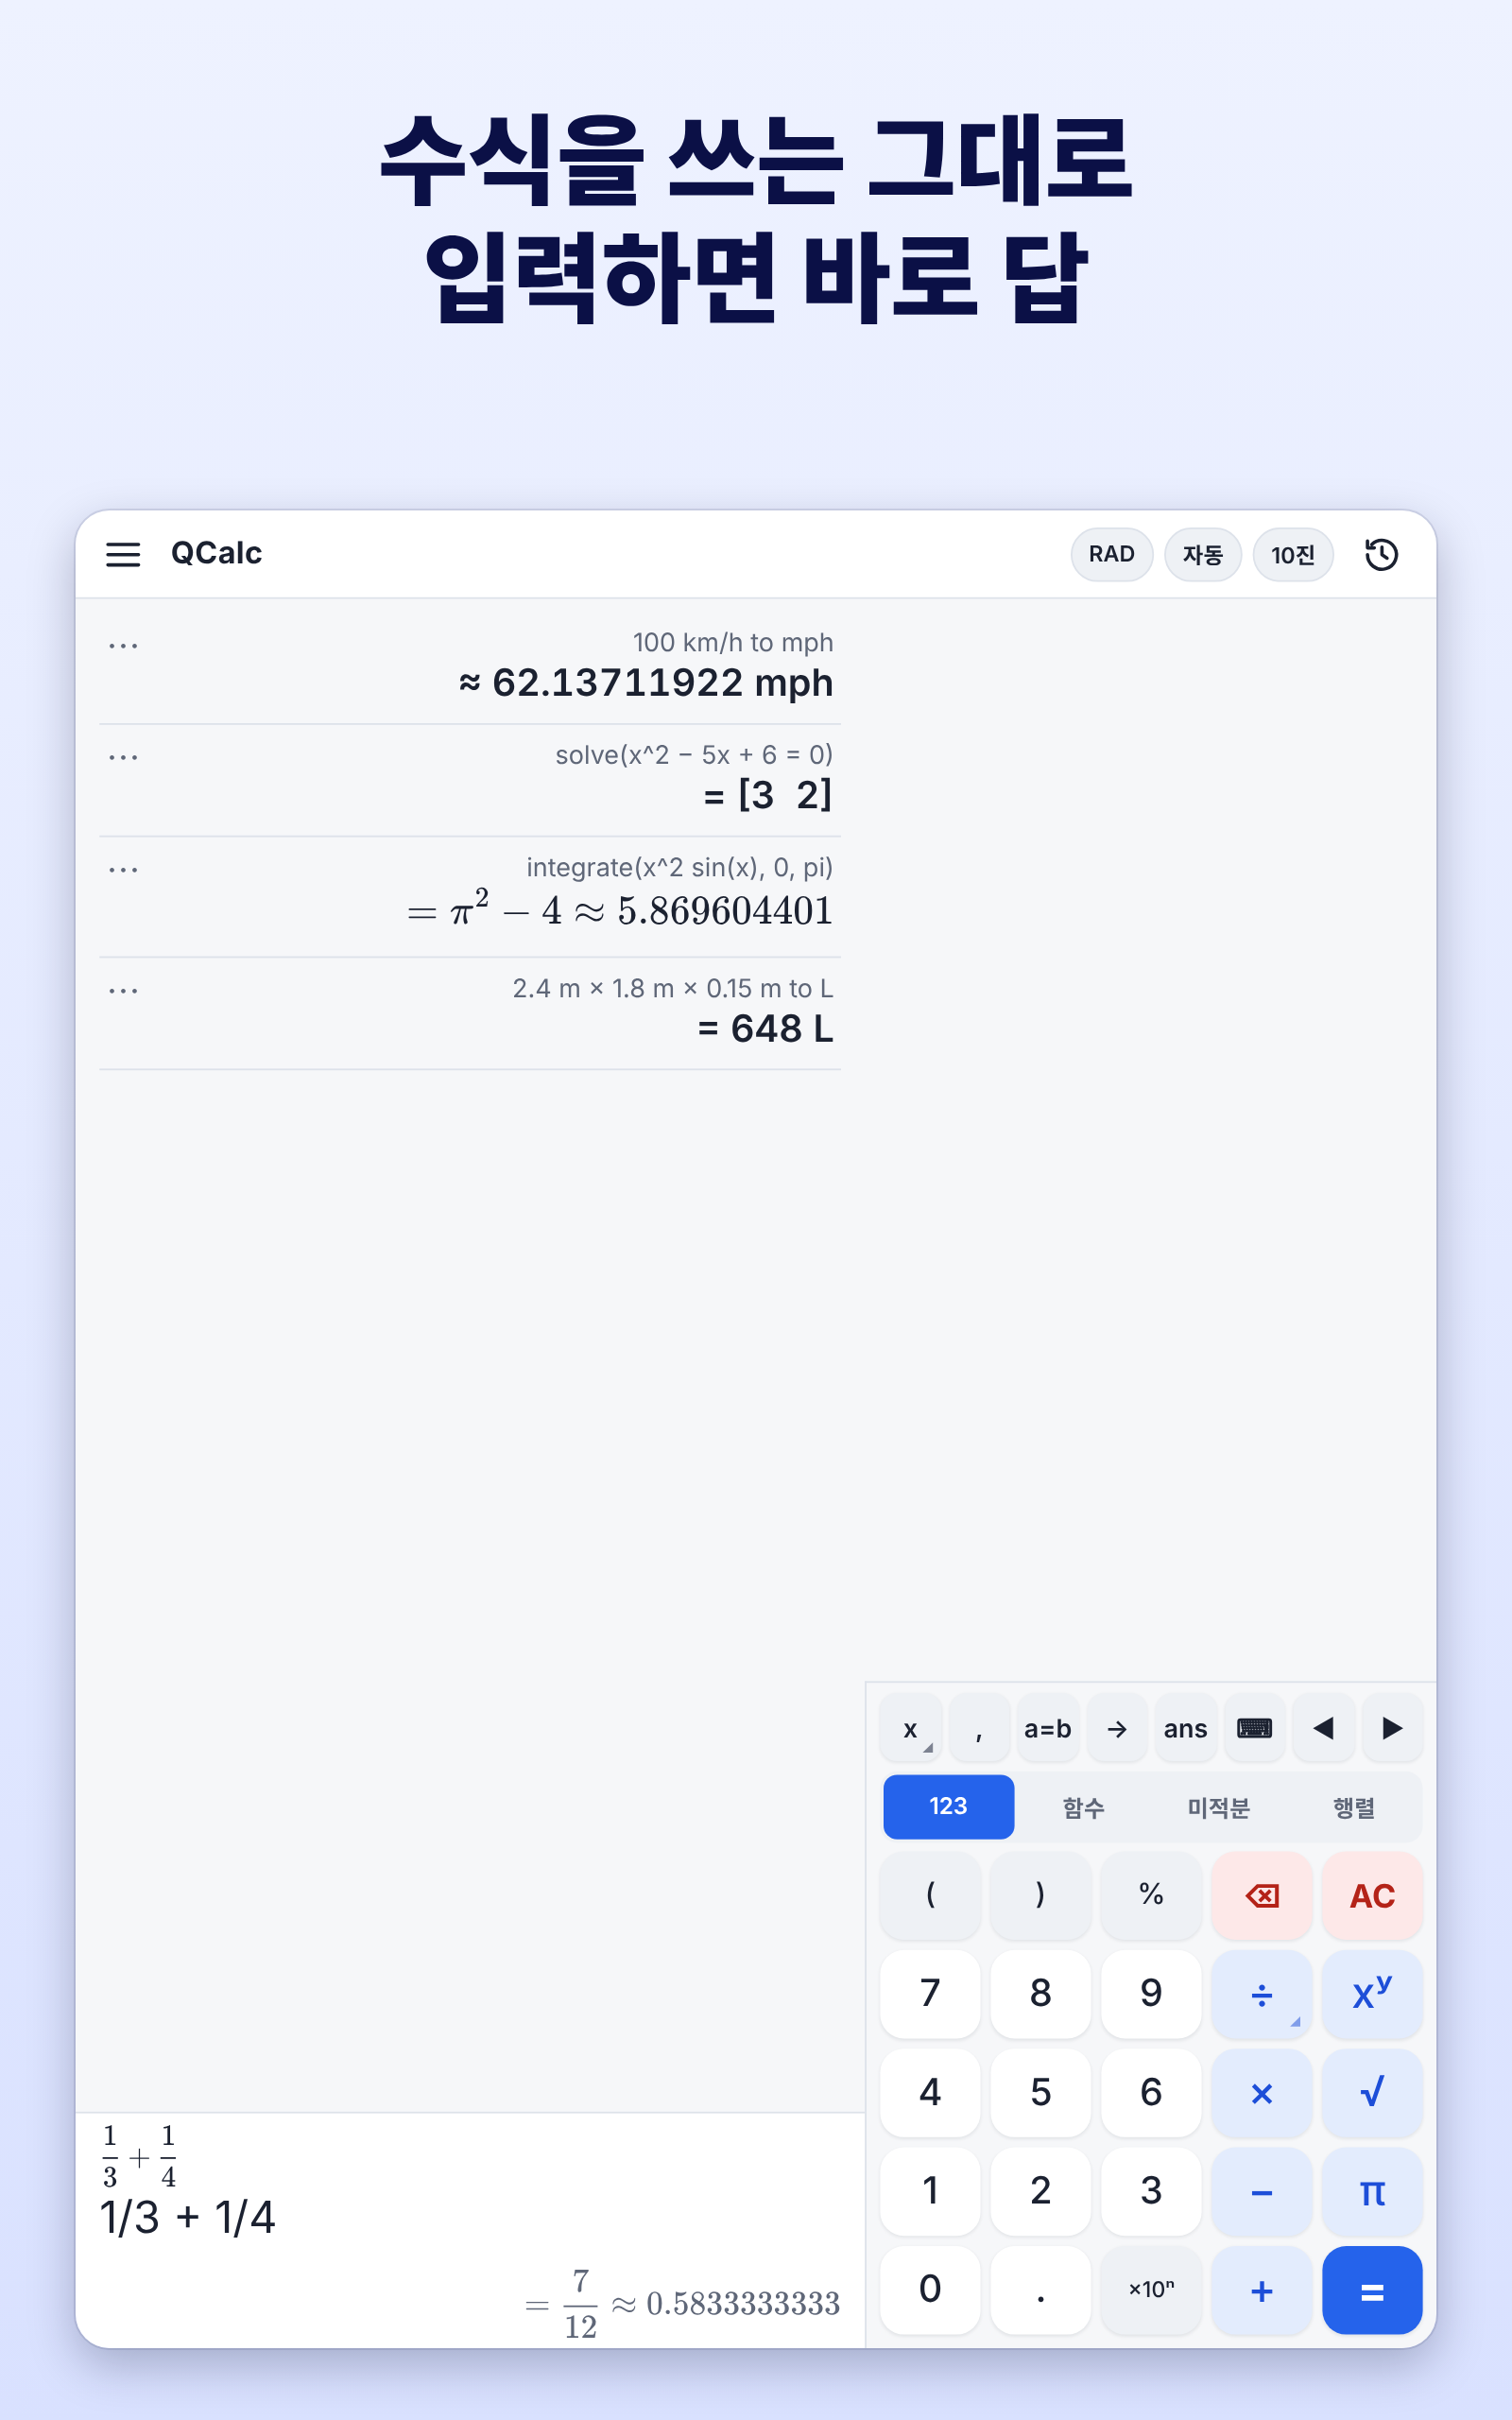 수식을 쓰는 그대로
입력하면 바로 답
QCalc
RAD 자동 10진
100 km/h to mph
≈ 62.13711922 mph
solve(x^2 − 5x + 6 = 0)
= [3 2]
integrate(x^2 sin(x), 0, pi)
= π² − 4 ≈ 5.869604401
2.4 m × 1.8 m × 0.15 m to L
= 648 L
1/3 + 1/4
1/3 + 1/4
= 7/12 ≈ 0.5833333333
x , a=b → ans ⌨ ◀ ▶
123 함수 미적분 행렬
( ) % ⌫ AC
7 8 9 ÷ xʸ
4 5 6 × √
1 2 3 − π
0 . ×10ⁿ + =